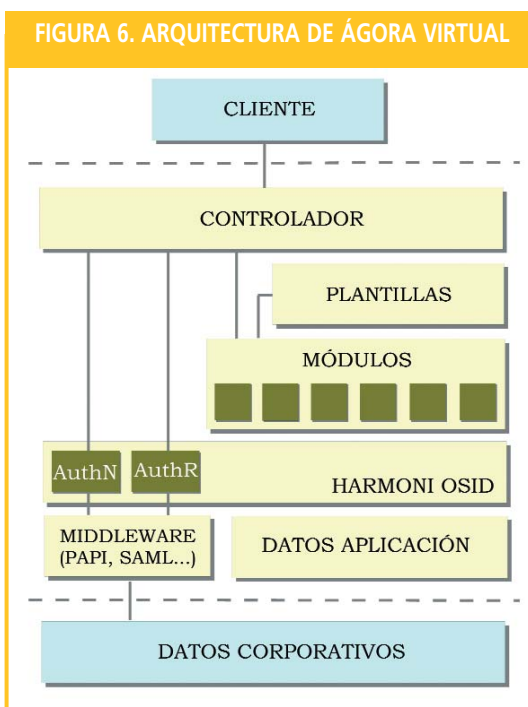 FIGURA 6. ARQUITECTURA DE ÁGORA VIRTUAL
CLIENTE
CONTROLADOR
PLANTILLAS
MÓDULOS
AuthN
AuthR
HARMONI OSID
MIDDLEWARE
(PAPI, SAML...)
DATOS APLICACIÓN
DATOS CORPORATIVOS